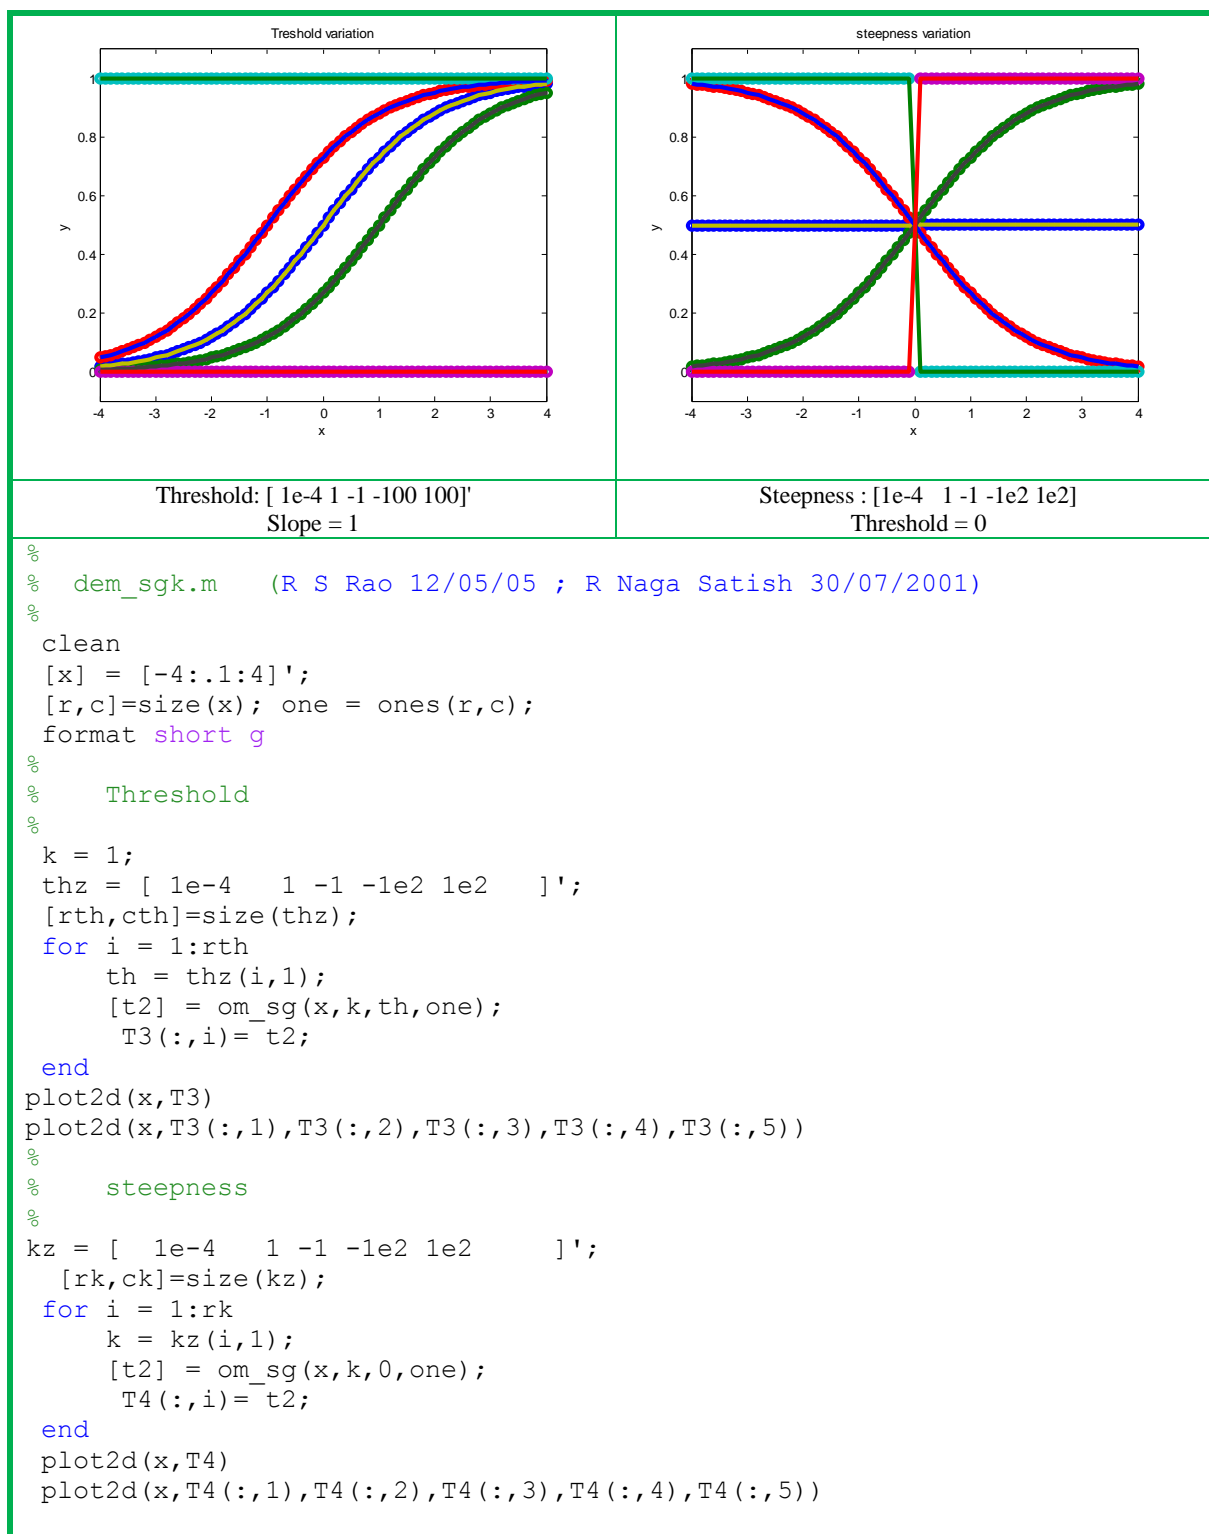 Treshold variation
1
0.8
0.6
y
0.4
0.2
0
-4 -3 -2 -1 0 1 2 3 4
x
steepness variation
1
0.8
0.6
y
0.4
0.2
0
-4 -3 -2 -1 0 1 2 3 4
x
Threshold: [ 1e-4 1 -1 -100 100]'
Slope = 1
Steepness : [1e-4 1 -1 -1e2 1e2]
Threshold = 0
%
% dem_sgk.m (R S Rao 12/05/05 ; R Naga Satish 30/07/2001)
%
clean
[x] = [-4:.1:4]';
[r,c]=size(x); one = ones(r,c);
format short g
%
% Threshold
%
k = 1;
thz = [ 1e-4 1 -1 -1e2 1e2 ]';
[rth,cth]=size(thz);
for i = 1:rth
th = thz(i,1);
[t2] = om_sg(x,k,th,one);
T3(:,i)= t2;
end
plot2d(x,T3)
plot2d(x,T3(:,1),T3(:,2),T3(:,3),T3(:,4),T3(:,5))
%
% steepness
%
kz = [ 1e-4 1 -1 -1e2 1e2 ]';
[rk,ck]=size(kz);
for i = 1:rk
k = kz(i,1);
[t2] = om_sg(x,k,0,one);
T4(:,i)= t2;
end
plot2d(x,T4)
plot2d(x,T4(:,1),T4(:,2),T4(:,3),T4(:,4),T4(:,5))